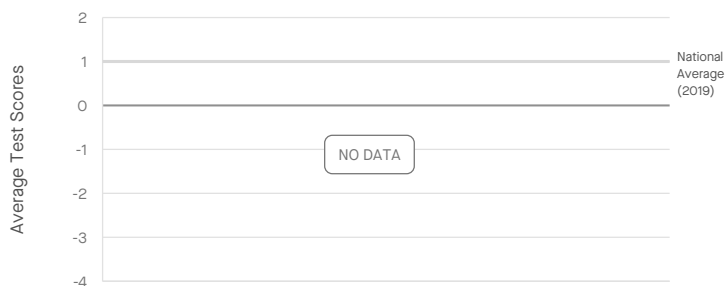 Average Test Scores
2
1
0
-1
-2
-3
-4
National
Average
(2019)
NO DATA